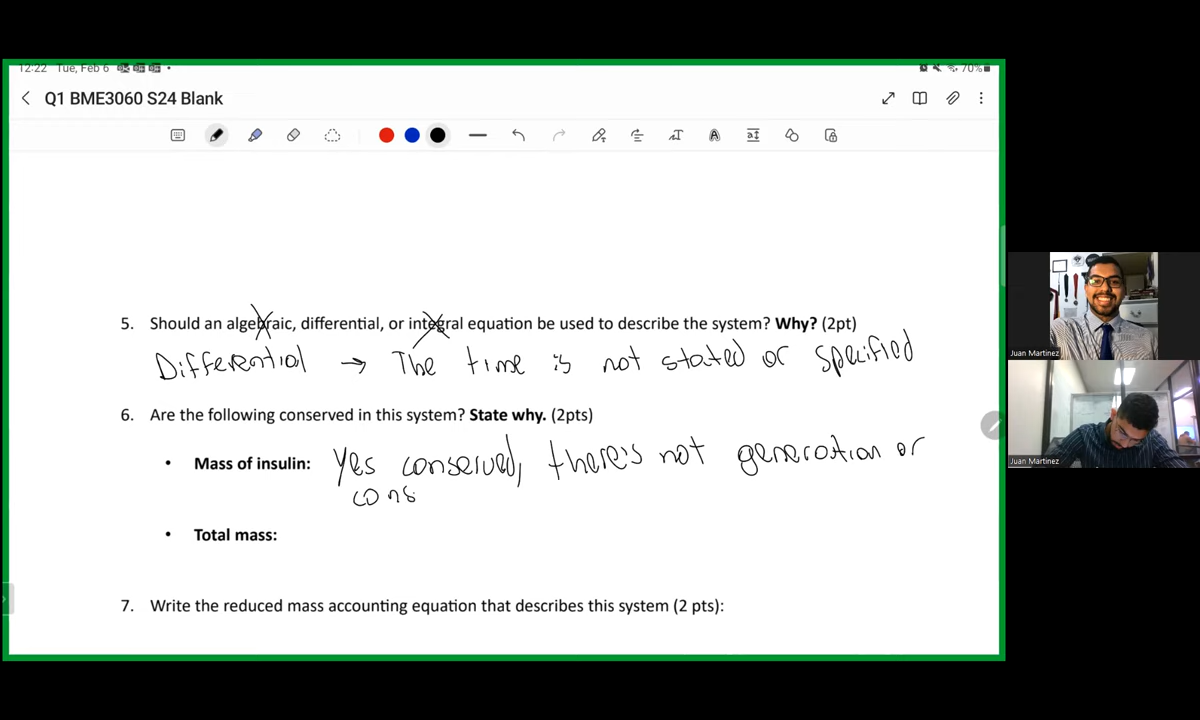 12:22 Tue, Feb 6
70%
Q1 BME3060 S24 Blank
5. Should an algebraic, differential, or integral equation be used to describe the system? Why? (2pt)
Differential → The time is not stated or specified
6. Are the following conserved in this system? State why. (2pts)
• Mass of insulin: Yes conserved, there's not generation or
cons
• Total mass:
7. Write the reduced mass accounting equation that describes this system (2 pts):
Juan Martinez
Juan Martinez